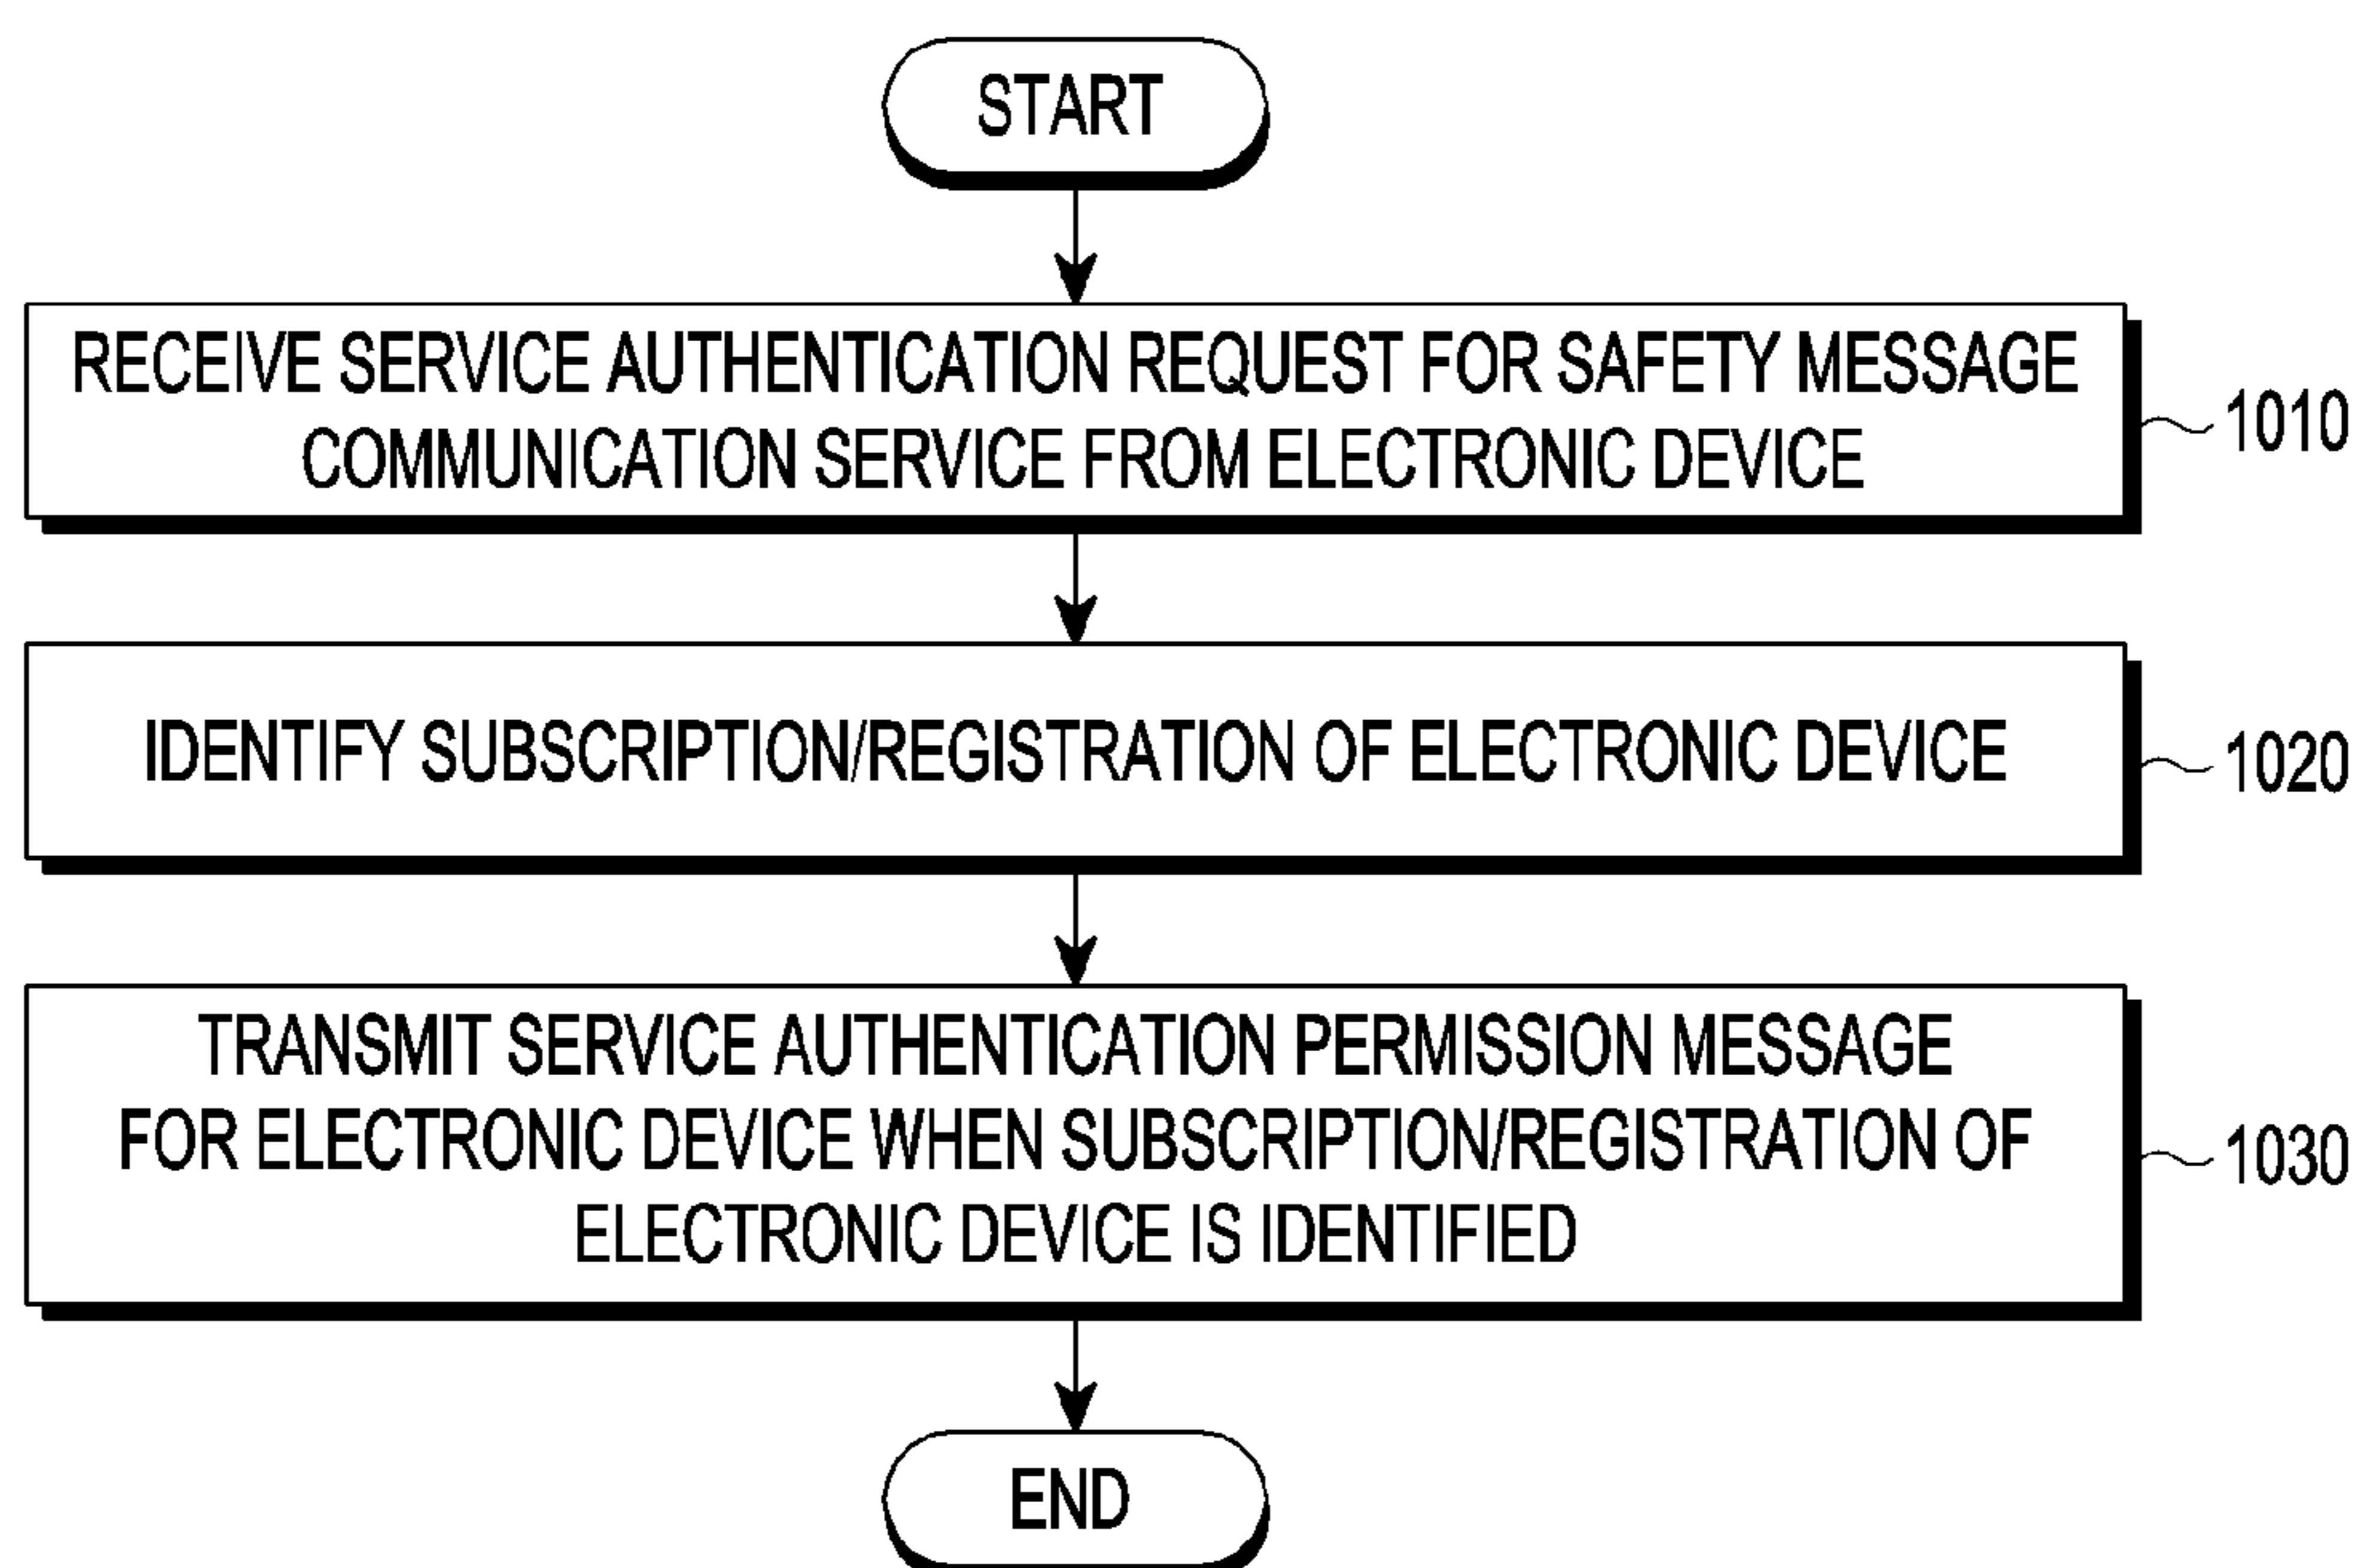 START
RECEIVE SERVICE AUTHENTICATION REQUEST FOR SAFETY MESSAGE
COMMUNICATION SERVICE FROM ELECTRONIC DEVICE
1010
IDENTIFY SUBSCRIPTION/REGISTRATION OF ELECTRONIC DEVICE
1020
TRANSMIT SERVICE AUTHENTICATION PERMISSION MESSAGE
FOR ELECTRONIC DEVICE WHEN SUBSCRIPTION/REGISTRATION OF
ELECTRONIC DEVICE IS IDENTIFIED
1030
END